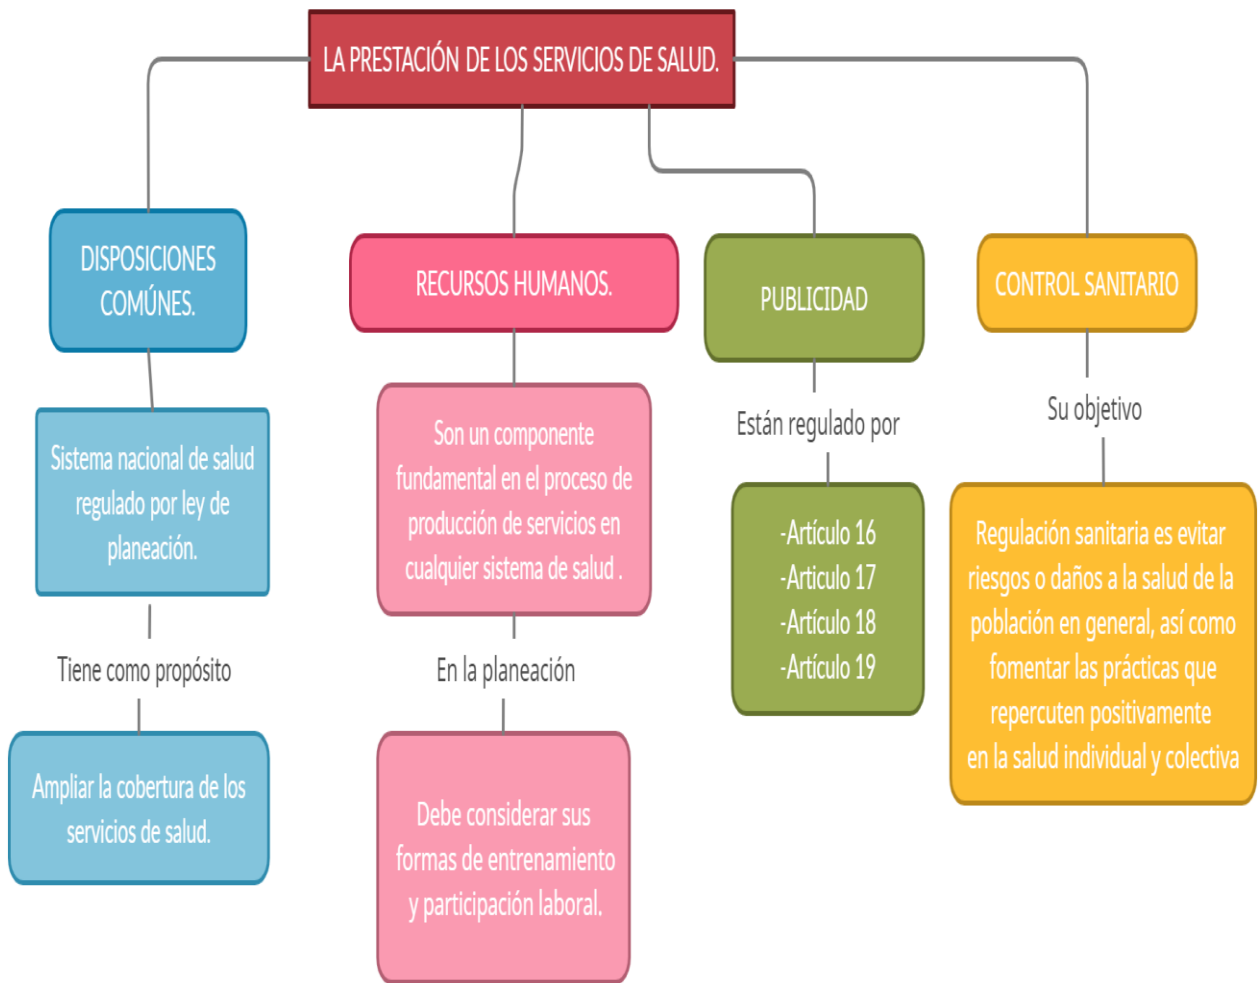 LA PRESTACIÓN DE LOS SERVICIOS DE SALUD.
DISPOSICIONES
COMÚNES.
Sistema nacional de salud
regulado por ley de
planeación.
Tiene como propósito
Ampliar la cobertura de los
servicios de salud.
RECURSOS HUMANOS.
Son un componente
fundamental en el proceso de
producción de servicios en
cualquier sistema de salud .
En la planeación
Debe considerar sus
formas de entrenamiento
y participación laboral.
PUBLICIDAD
Están regulado por
-Artículo 16
-Articulo 17
-Artículo 18
-Artículo 19
CONTROL SANITARIO
Su objetivo
Regulación sanitaria es evitar
riesgos o daños a la salud de la
población en general, así como
fomentar las prácticas que
repercuten positivamente
en la salud individual y colectiva